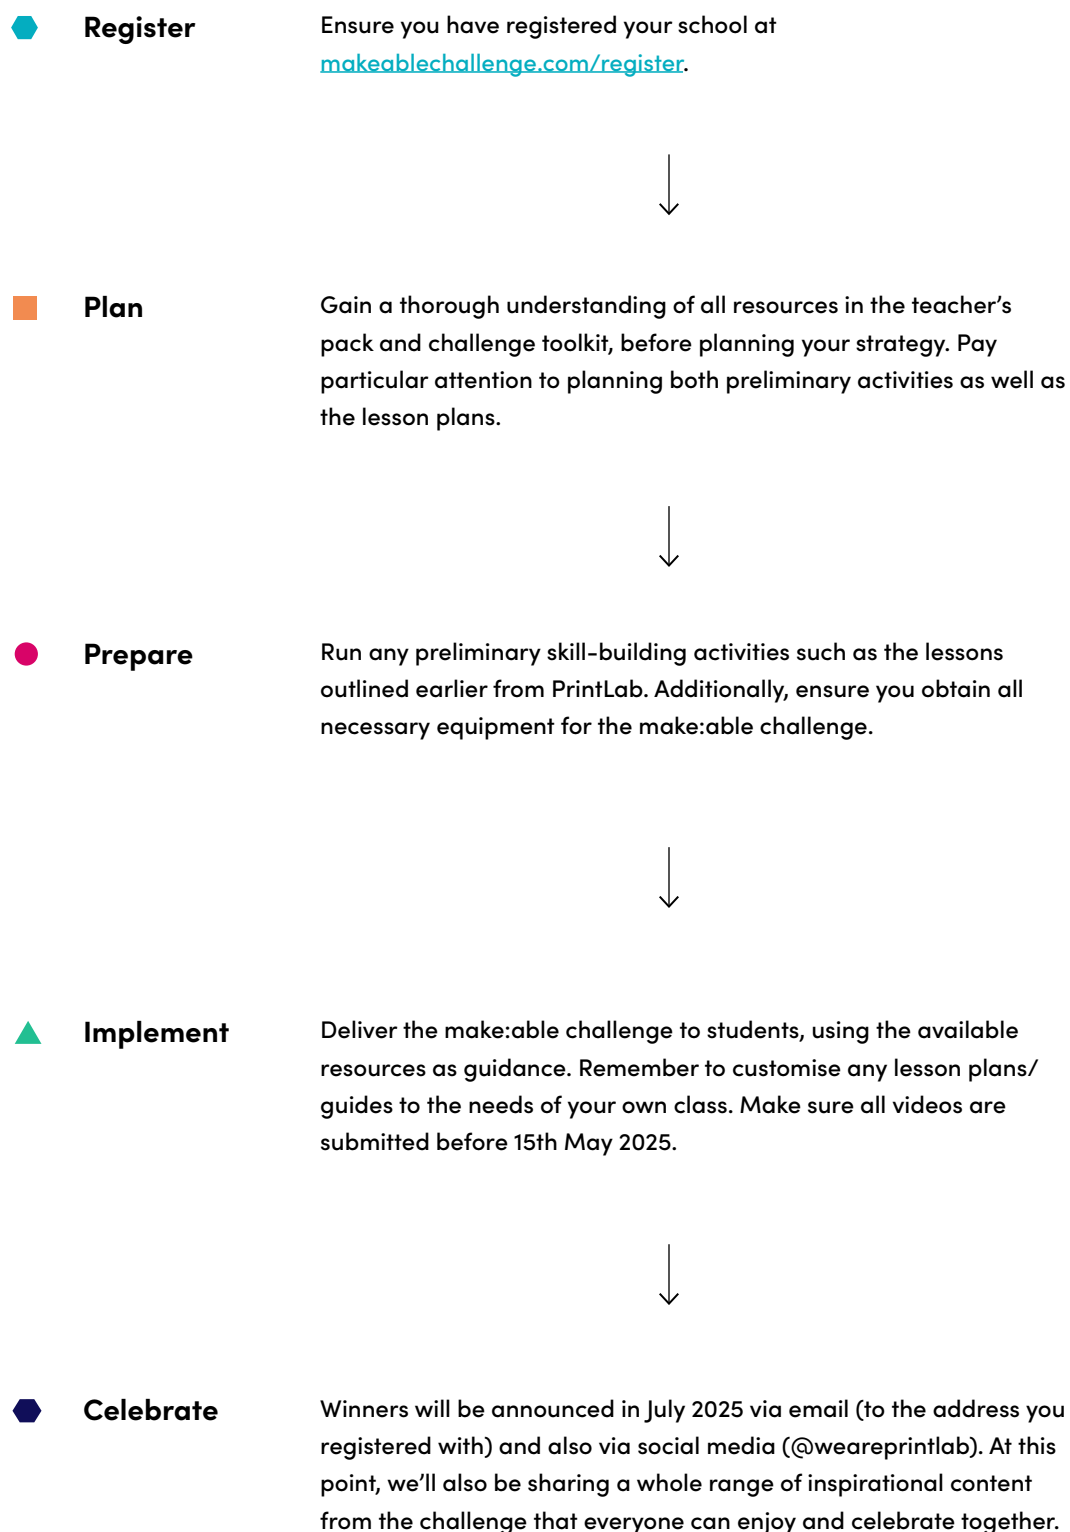 Register
Ensure you have registered your school at
makeablechallenge.com/register.
Plan
Gain a thorough understanding of all resources in the teacher’s
pack and challenge toolkit, before planning your strategy. Pay
particular attention to planning both preliminary activities as well as
the lesson plans.
Prepare
Run any preliminary skill-building activities such as the lessons
outlined earlier from PrintLab. Additionally, ensure you obtain all
necessary equipment for the make:able challenge.
Implement
Deliver the make:able challenge to students, using the available
resources as guidance. Remember to customise any lesson plans/
guides to the needs of your own class. Make sure all videos are
submitted before 15th May 2025.
Celebrate
Winners will be announced in July 2025 via email (to the address you
registered with) and also via social media (@weareprintlab). At this
point, we’ll also be sharing a whole range of inspirational content
from the challenge that everyone can enjoy and celebrate together.